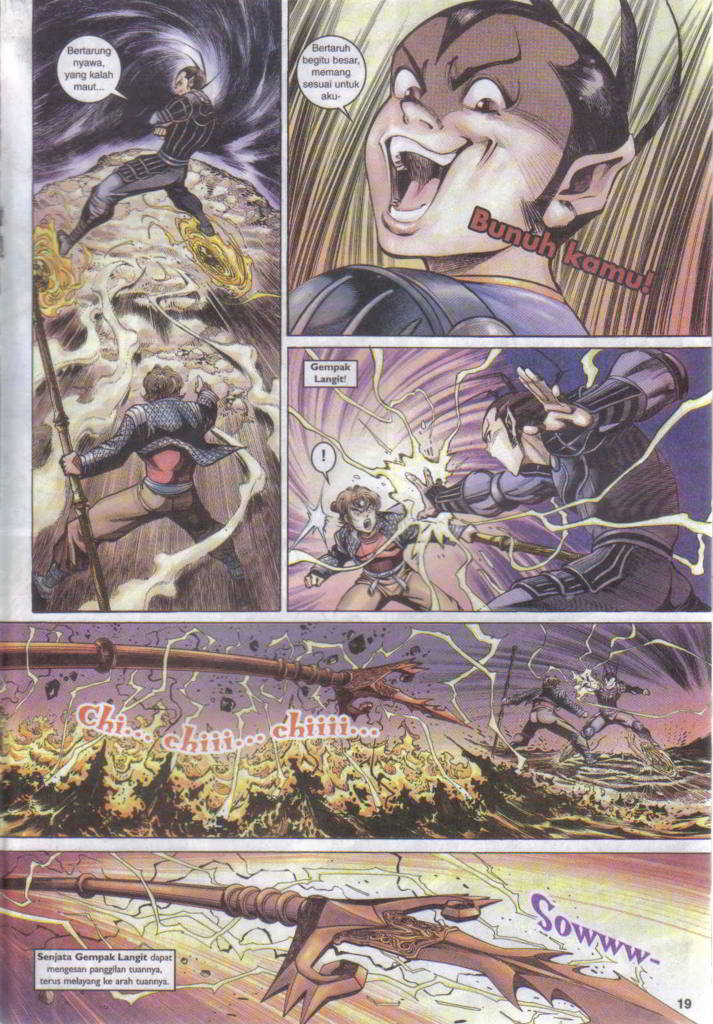 Bertarung
nyawa,
yang kalah
maut...
Bertaruh
begitu besar,
memang
sesuai untuk
aku-
Bunuh kamu!
Gempak
Langit!
!
Chi... chiii... chiiii...
Sowww-
Senjata Gempak Langit dapat
mengesan panggilan tuannya,
terus melayang ke arah tuannya.
19